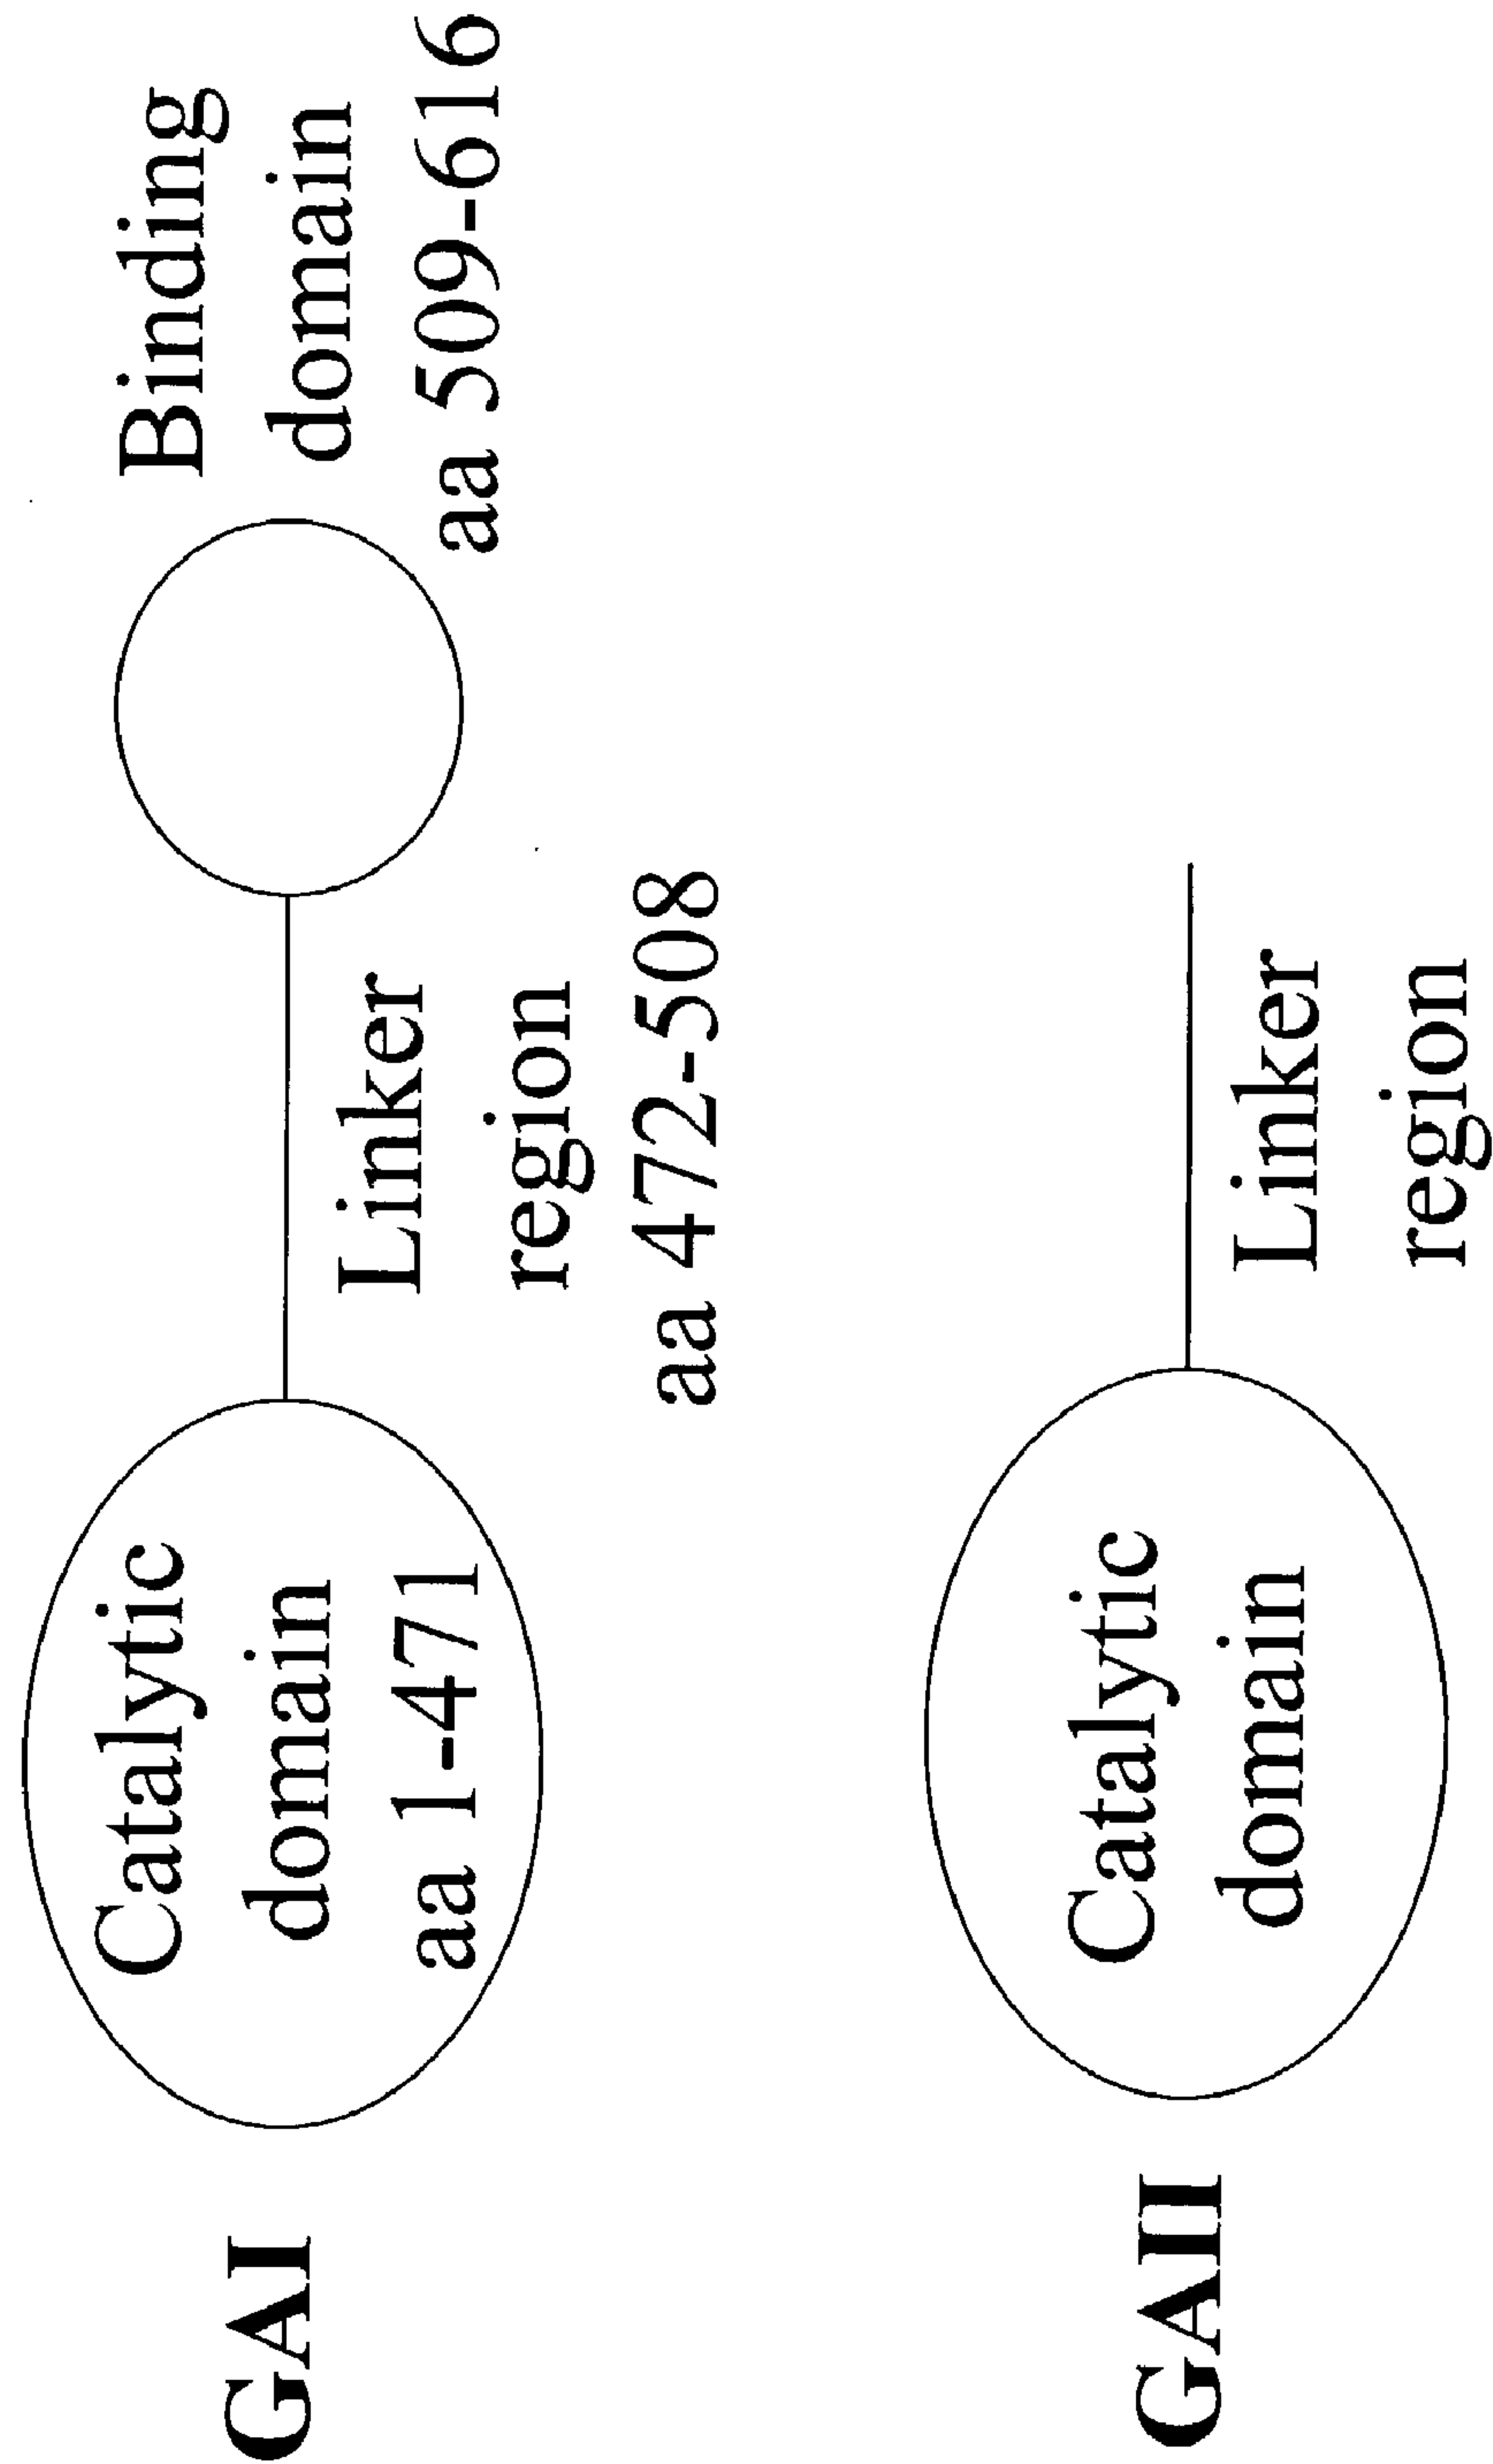 GAI
Catalytic
domain
aa 1-471
Linker
region
aa 472-508
Binding
domain
aa 509-616
GAII
Catalytic
domain
Linker
region